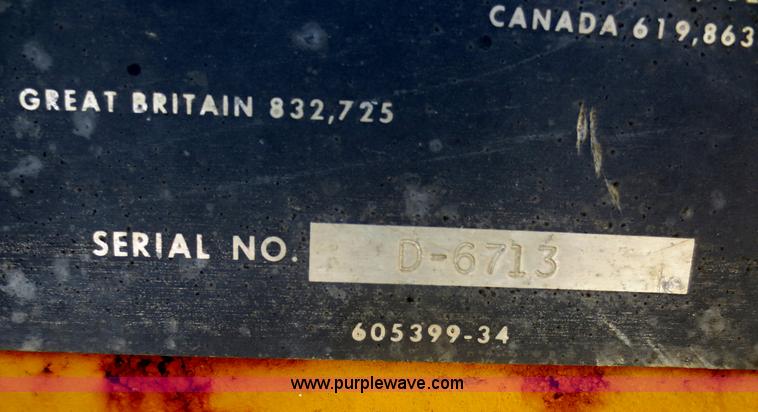 CANADA 619,863
GREAT BRITAIN 832,725
SERIAL NO. D-6713
605399-34
www.purplewave.com